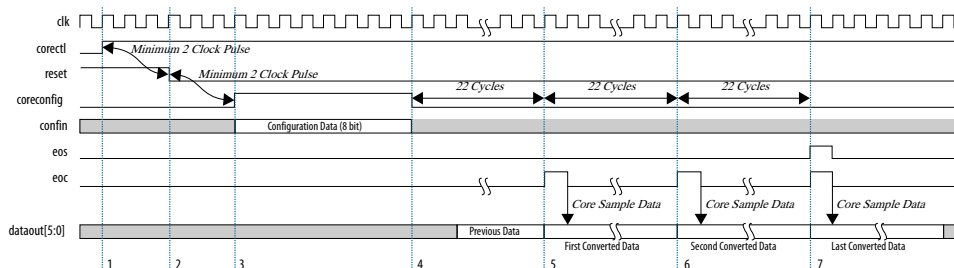 clk
corectl
Minimum 2 Clock Pulse
reset
Minimum 2 Clock Pulse
22 Cycles 22 Cycles 22 Cycles
coreconfig
confin Configuration Data (8 bit)
eos
eoc
Core Sample Data Core Sample Data Core Sample Data
dataout[5:0] Previous Data
First Converted Data Second Converted Data Last Converted Data
1 2 3 4 5 6 7